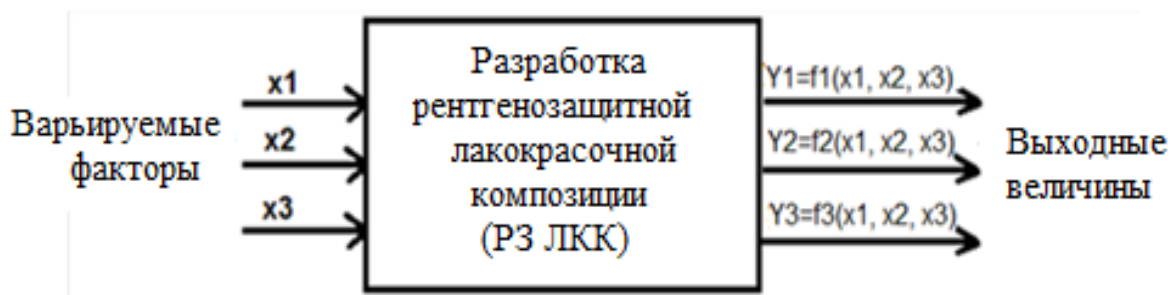 Варьируемые
факторы
x1
x2
x3
Разработка
рентгенозащитной
лакокрасочной
композиции
(РЗ ЛКК)
Y1=f1(x1, x2, x3)
Y2=f2(x1, x2, x3)
Y3=f3(x1, x2, x3)
Выходные
величины